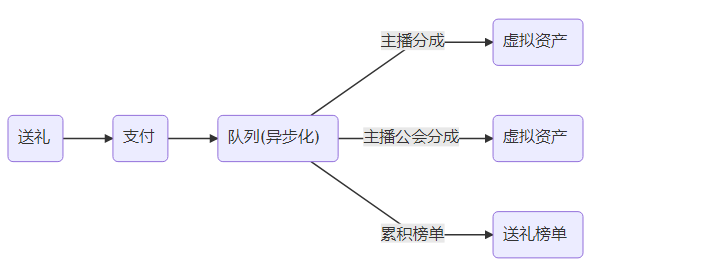 主播分成
虚拟资产
送礼
支付
队列(异步化)
主播公会分成
虚拟资产
累积榜单
送礼榜单